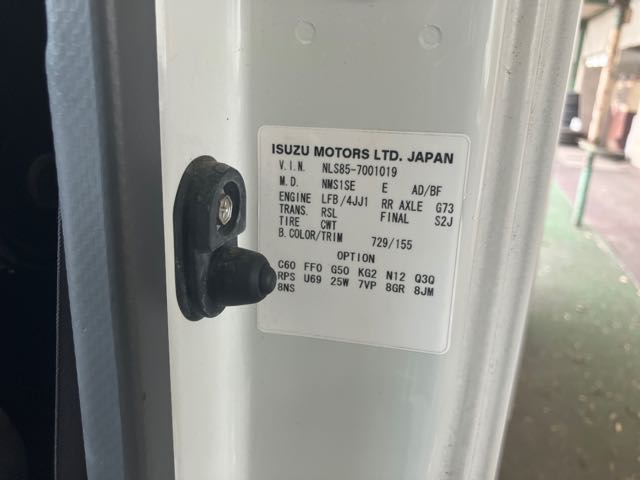 ISUZU MOTORS LTD. JAPAN
V.I.N. NLS85-7001019
M.D. NMS1SE E AD/BF
ENGINE LFB/4JJ1 RR AXLE G73
TRANS. RSL FINAL S2J
TIRE CWT
B.COLOR/TRIM 729/155
OPTION
C60 FF0 G50 KG2 N12 Q3Q
RPS U69 25W 7VP 8GR 8JM
8NS